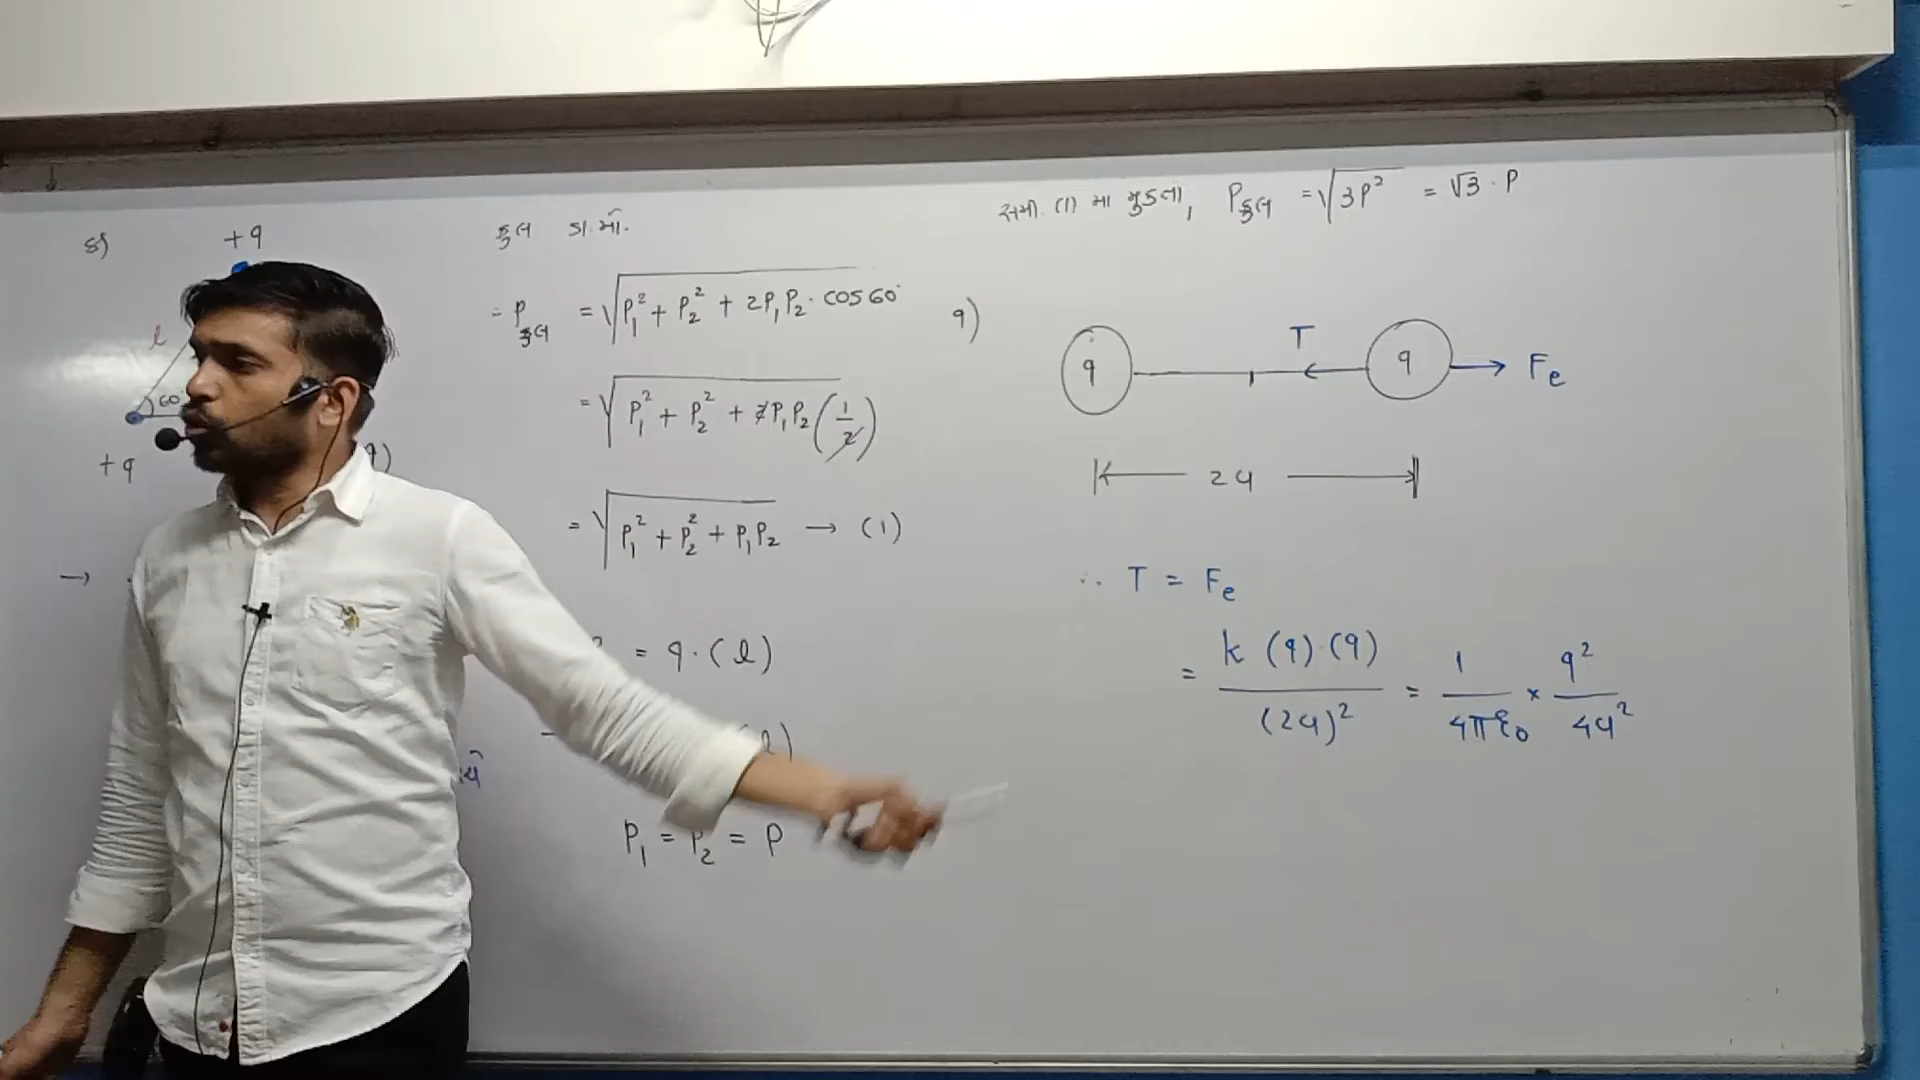 8)
+q
l
60°
+q
q)
→
કુલ ડા.મો.
∴ P કુલ = √(P₁² + P₂² + 2P₁P₂ · cos60°)
= √(P₁² + P₂² + 2P₁P₂ (1/2))
= √(P₁² + P₂² + P₁P₂) → (1)
= q · (l)
(l)
P₁ = P₂ = P
સમી. (1) મા મુકતા, P કુલ = √(3P²) = √3 · P
9)
q T q Fe
2a
∴ T = Fe
= k (q) · (q) / (2a)² = 1 / 4πε₀ × q² / 4a²